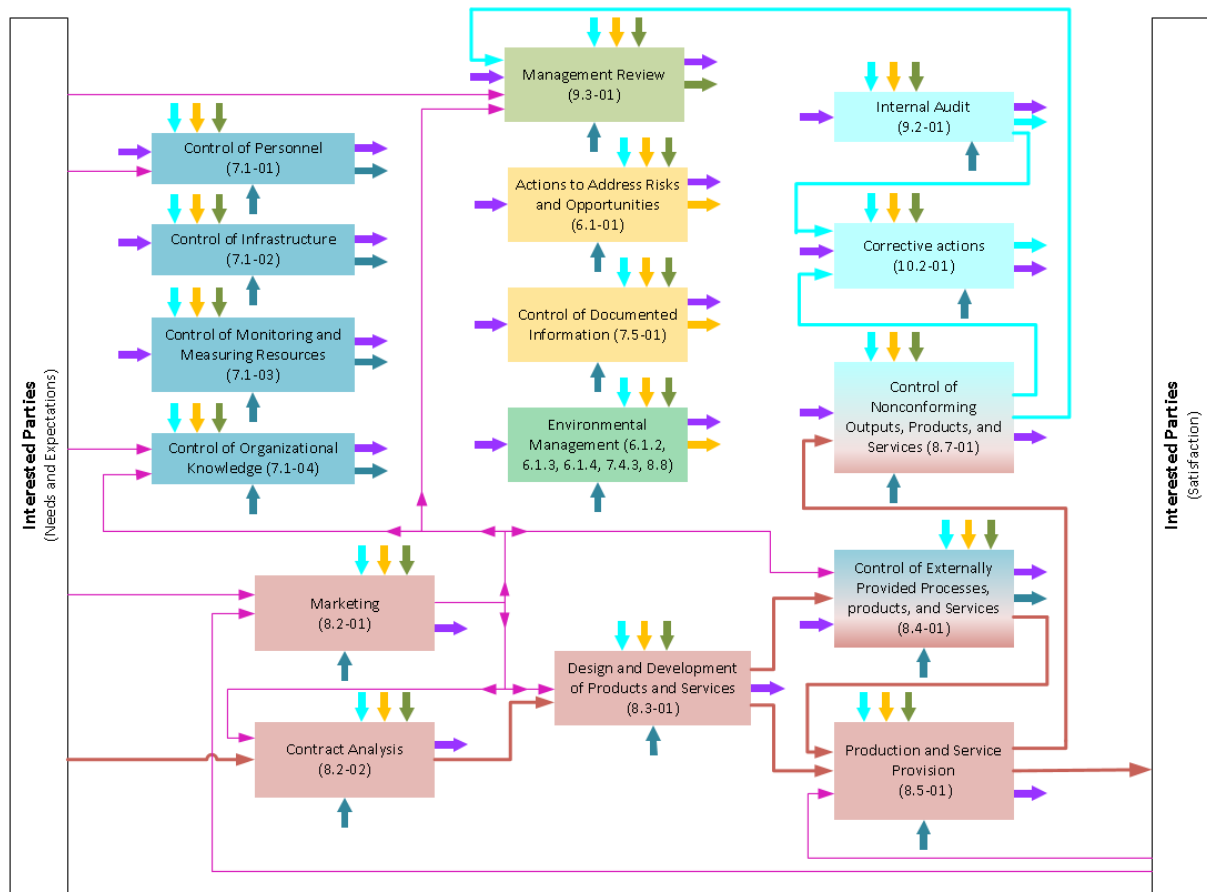 Interested Parties
(Needs and Expectations)
Management Review
(9.3-01)
Internal Audit
(9.2-01)
Control of Personnel
(7.1-01)
Actions to Address Risks
and Opportunities
(6.1-01)
Control of Infrastructure
(7.1-02)
Corrective actions
(10.2-01)
Control of Monitoring and
Measuring Resources
(7.1-03)
Control of Documented
Information (7.5-01)
Control of
Nonconforming
Outputs, Products, and
Services (8.7-01)
Control of Organizational
Knowledge (7.1-04)
Environmental
Management (6.1.2,
6.1.3, 6.1.4, 7.4.3, 8.8)
Marketing
(8.2-01)
Control of Externally
Provided Processes,
products, and Services
(8.4-01)
Design and Development
of Products and Services
(8.3-01)
Contract Analysis
(8.2-02)
Production and Service
Provision
(8.5-01)
Interested Parties
(Satisfaction)